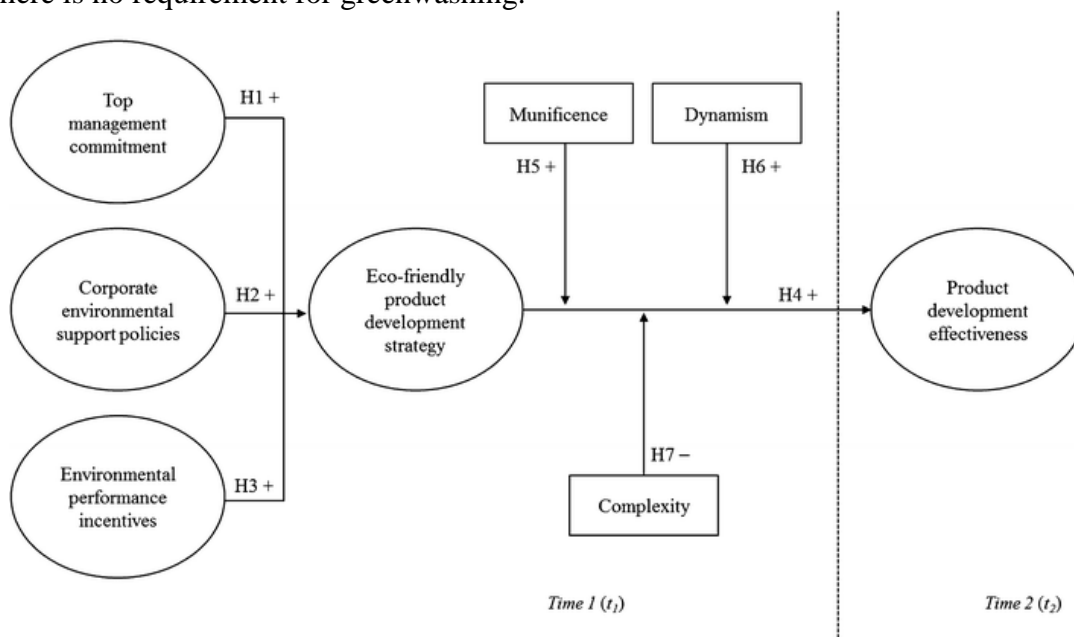 here is no requirement for greenwashing.
Top
management
commitment
H1 +
Munificence
Dynamism
H5 +
H6 +
Corporate
environmental
support policies
H2 +
Eco-friendly
product
development
strategy
H4 +
Product
development
effectiveness
Environmental
performance
incentives
H3 +
H7 –
Complexity
Time 1 (t₁)
Time 2 (t₂)